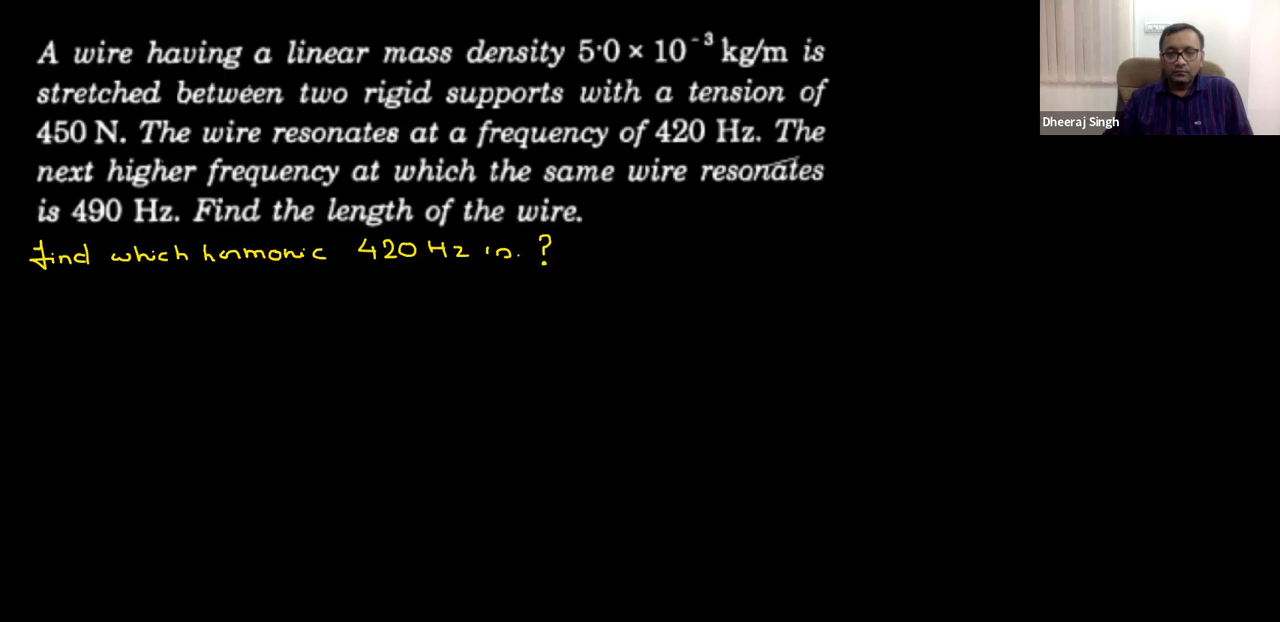 A wire having a linear mass density 5·0 × 10⁻³ kg/m is
stretched between two rigid supports with a tension of
450 N. The wire resonates at a frequency of 420 Hz. The
next higher frequency at which the same wire resonates
is 490 Hz. Find the length of the wire.
find which harmonic 420 Hz is. ?
Dheeraj Singh